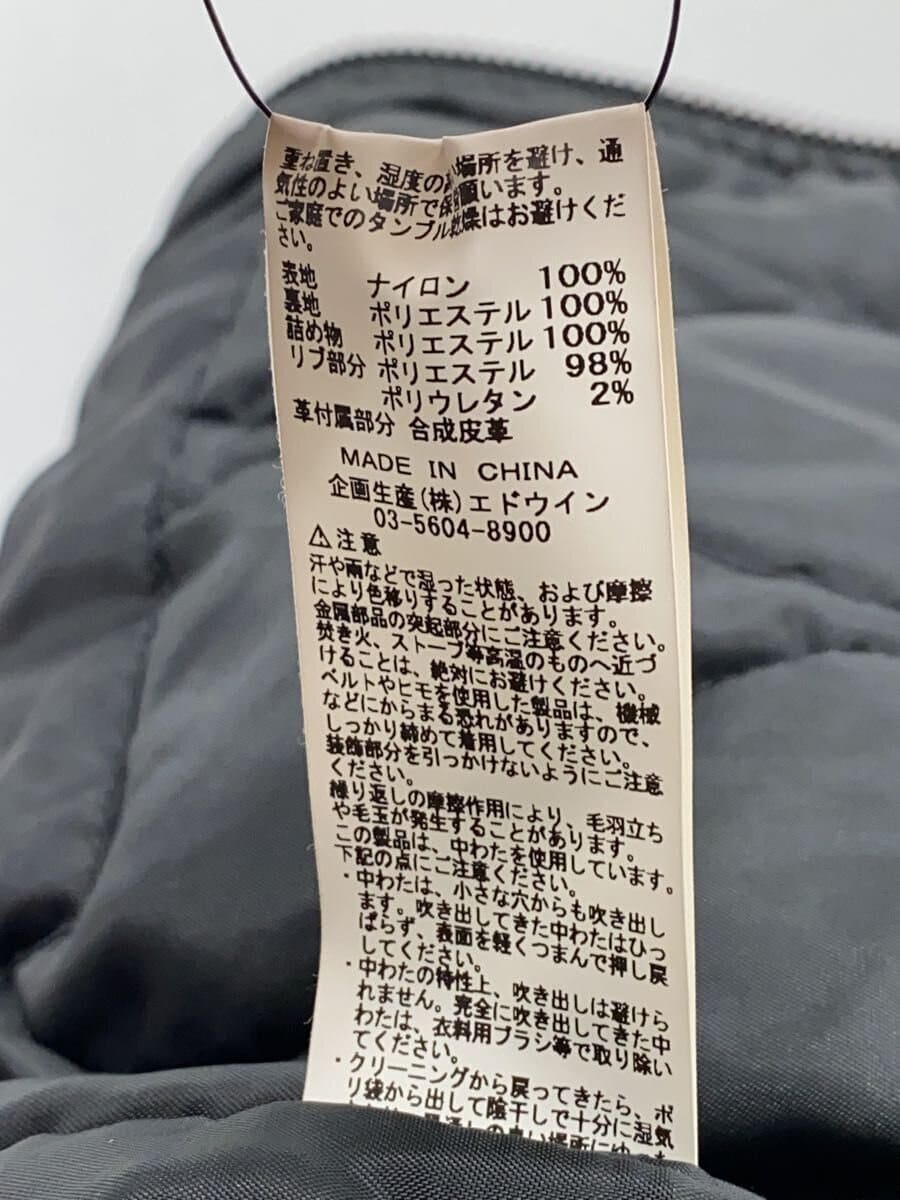 重ね置き、湿度の高い場所を避け、通
気性のよい場所で保管願います。
ご家庭でのタンブル乾燥はお避けくだ
さい。
表地 ナイロン 100%
裏地 ポリエステル 100%
詰め物 ポリエステル 100%
リブ部分 ポリエステル 98%
ポリウレタン 2%
革付属部分 合成皮革
MADE IN CHINA
企画生産(株)エドウイン
03-5604-8900
⚠注意
汗や雨などで湿った状態、および摩擦
により色移りすることがあります。
金属部品の突起部分にご注意ください。
焚き火、ストーブ等高温のものへ近づ
けることは、絶対にお避けください。
ベルトやヒモを使用した製品は、機械
などにからまる恐れがありますので、
しっかり締めて着用してください。
装飾部分を引っかけないようにご注意
ください。
繰り返しの摩擦作用により、毛羽立ち
や毛玉が発生することがあります。
この製品は、中わたを使用しています。
下記の点にご注意ください。
・中わたは、小さな穴からも吹き出し
ます。吹き出してきた中わたはひっ
ぱらず、表面を軽くつまんで押し戻
してください。
・中わたの特性上、吹き出しは避けら
れません。完全に吹き出してきた中
わたは、衣料用ブラシ等で取り除い
てください。
・クリーニングから戻ってきたら、ポ
リ袋から出して陰干しで十分に湿気